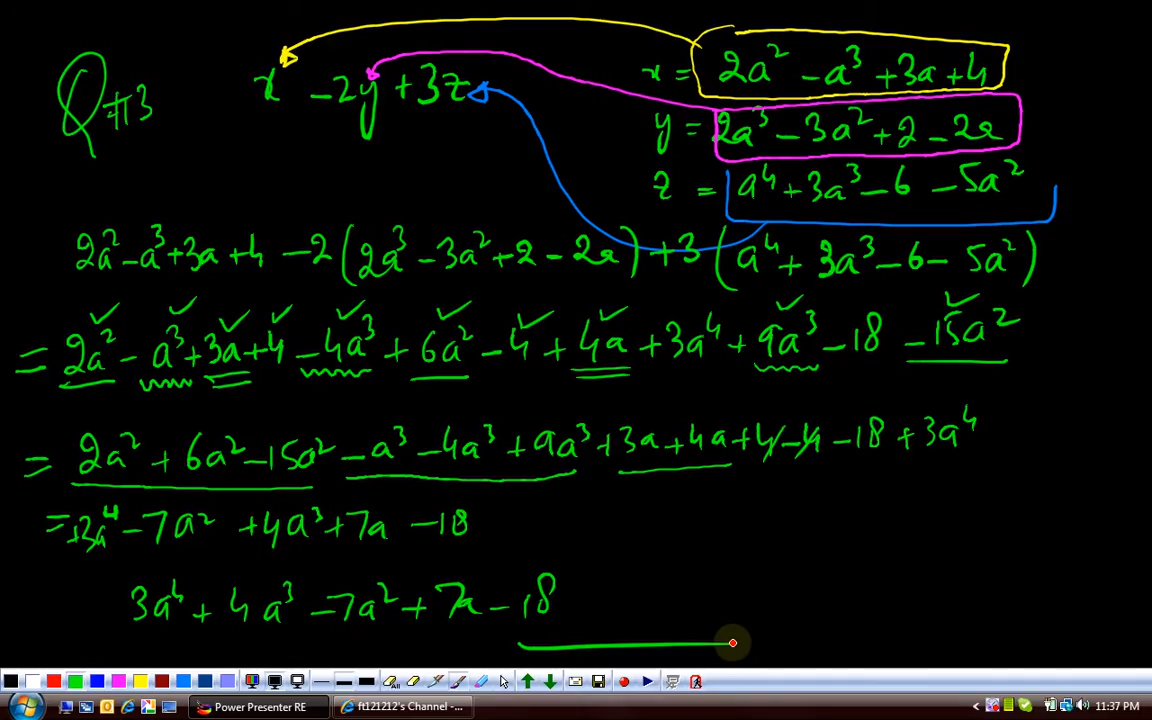 Q#3
x - 2y + 3z
x = 2a² - a³ + 3a + 4
y = 2a³ - 3a² + 2 - 2a
z = a⁴ + 3a³ - 6 - 5a²
2a² - a³ + 3a + 4 - 2(2a³ - 3a² + 2 - 2a) + 3(a⁴ + 3a³ - 6 - 5a²)
= 2a² - a³ + 3a + 4 - 4a³ + 6a² - 4 + 4a + 3a⁴ + 9a³ - 18 - 15a²
= 2a² + 6a² - 15a² - a³ - 4a³ + 9a³ + 3a + 4a + 4 - 4 - 18 + 3a⁴
= +3a⁴ - 7a² + 4a³ + 7a - 18
3a⁴ + 4a³ - 7a² + 7a - 18
Power Presenter RE
ft121212's Channel - ...
11:37 PM